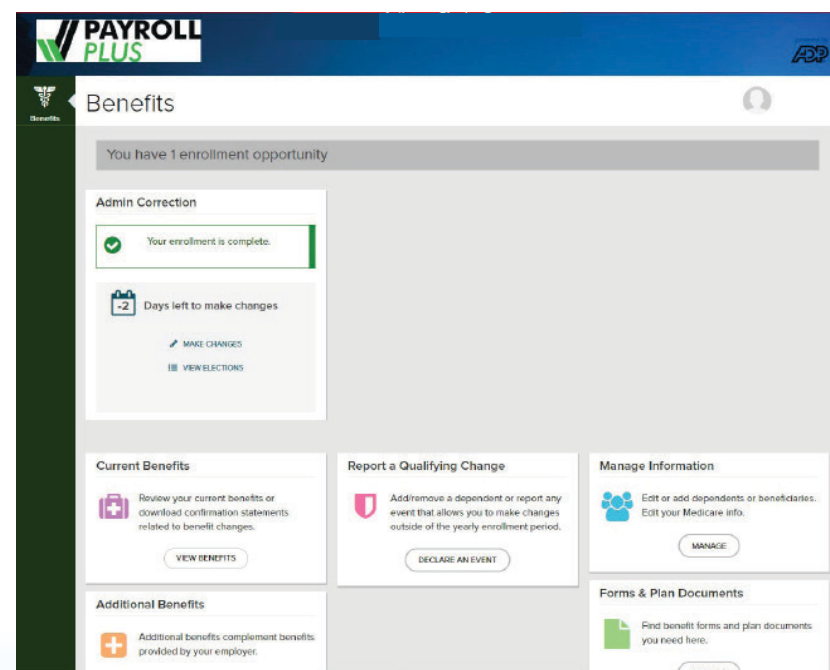 PAYROLL
PLUS
ADP
Benefits
Benefits
You have 1 enrollment opportunity
Admin Correction
Your enrollment is complete.
-2
Days left to make changes
MAKE CHANGES
VIEW ELECTIONS
Current Benefits
Review your current benefits or
download confirmation statements
related to benefit changes.
VIEW BENEFITS
Report a Qualifying Change
Add/remove a dependent or report any
event that allows you to make changes
outside of the yearly enrollment period.
DECLARE AN EVENT
Manage Information
Edit or add dependents or beneficiaries.
Edit your Medicare info.
MANAGE
Additional Benefits
Additional benefits complement benefits
provided by your employer.
Forms & Plan Documents
Find benefit forms and plan documents
you need here.